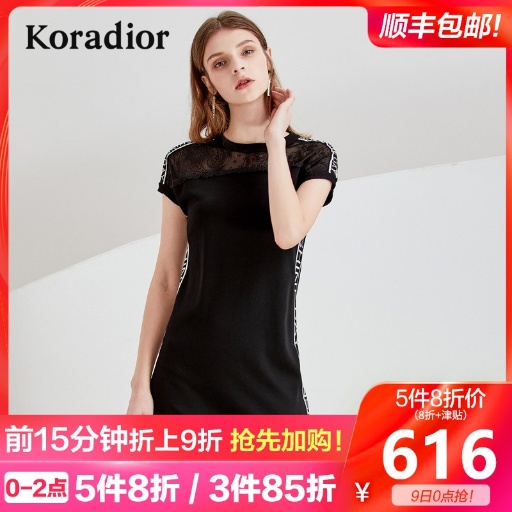 Koradior
顺丰包邮!
5件8折价
(8折+津贴)
¥616
9日0点抢!
前15分钟折上9折 抢先加购!
0-2点 5件8折 / 3件85折